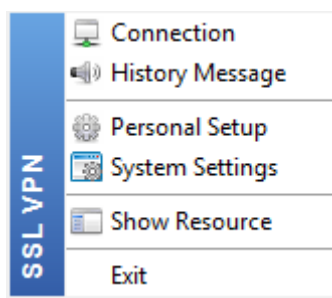 SSL VPN
Connection
History Message
Personal Setup
System Settings
Show Resource
Exit